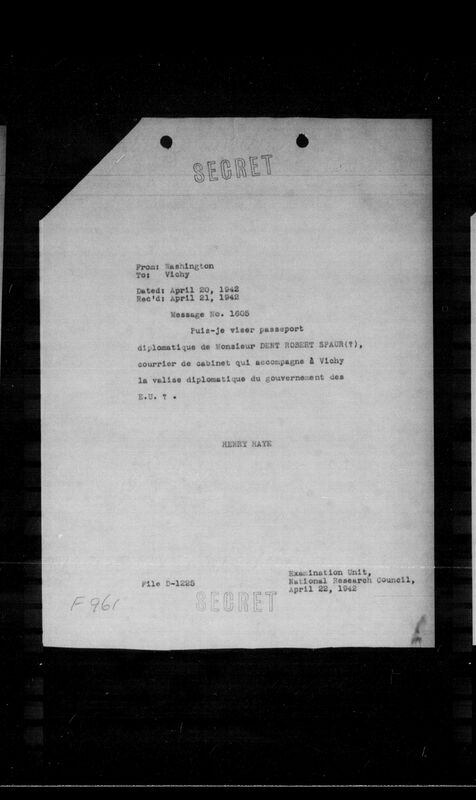 SECRET
From: Washington
To: Vichy
Dated: April 20, 1942
Rec'd: April 21, 1942
Message No. 1605
Puis-je viser passeport
diplomatique de Monsieur DENT ROBERT SPAUR(?),
courrier de cabinet qui accompagne à Vichy
la valise diplomatique du gouvernement des
E.U. ? .
HENRY HAYE
Examination Unit,
File D-1225 National Research Council,
April 22, 1942
SECRET
F 961